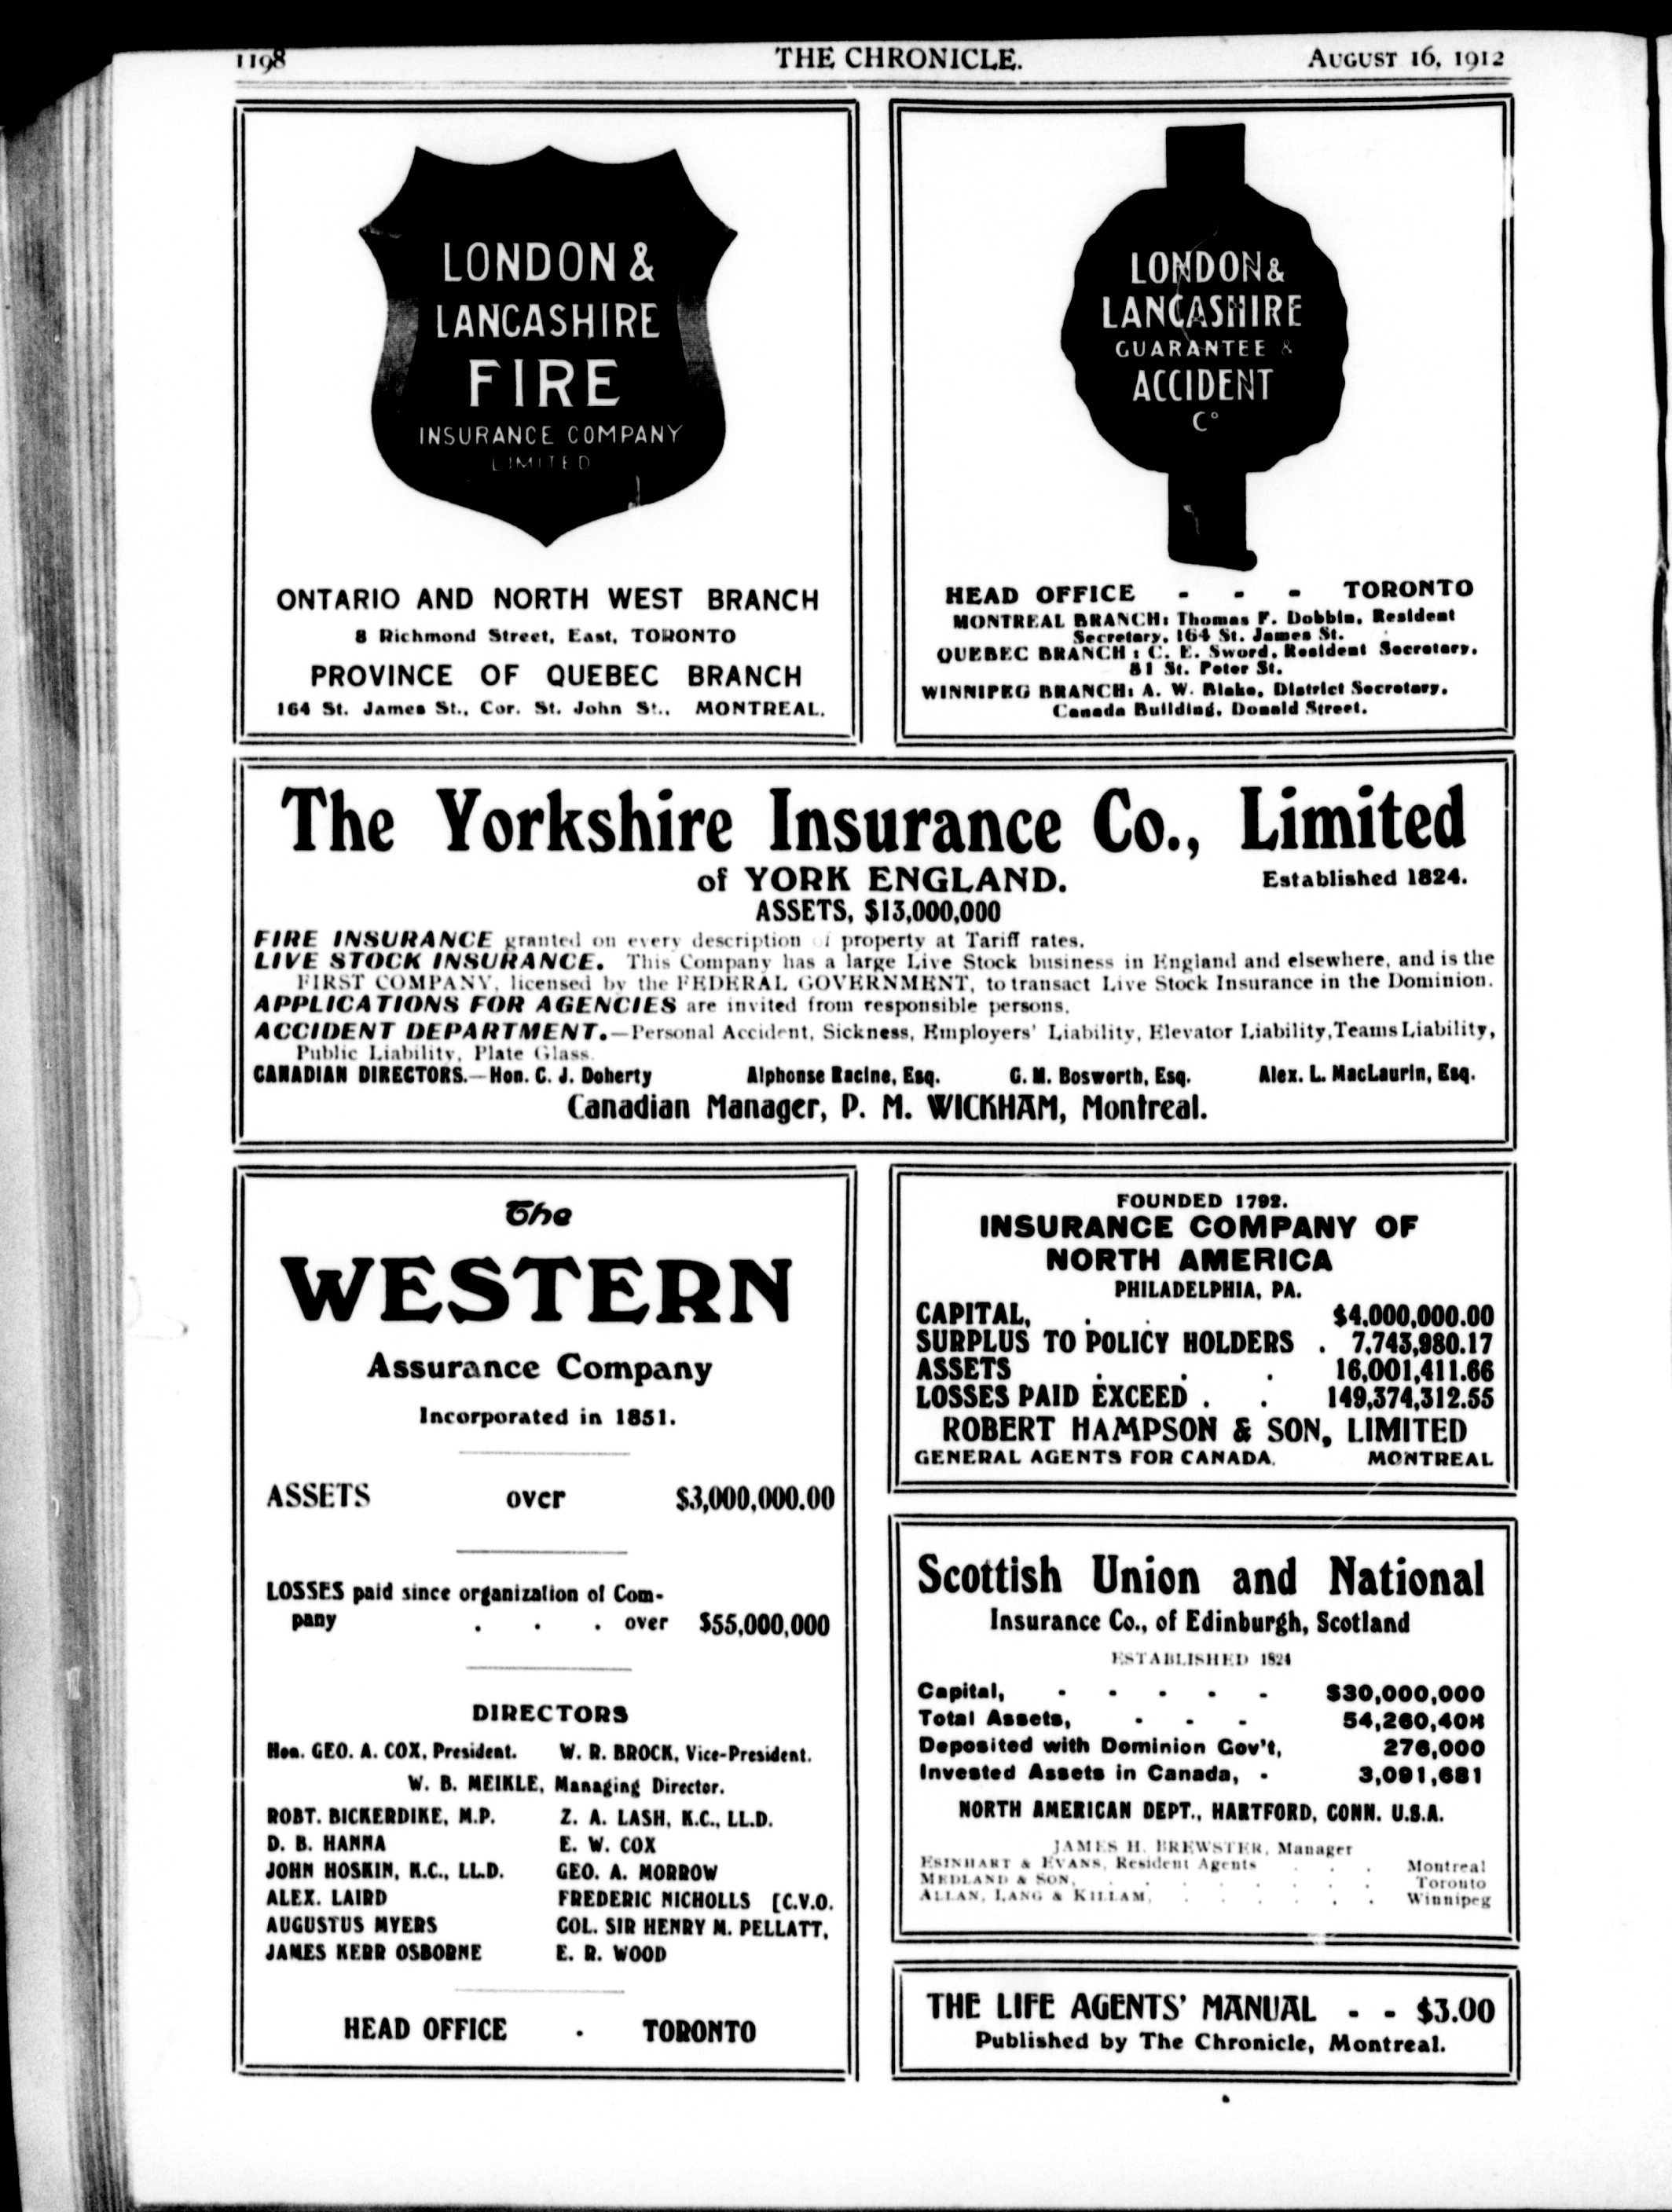 1198
THE CHRONICLE.
AUGUST 16, 1912
LONDON &
LANCASHIRE
FIRE
INSURANCE COMPANY
LIMITED
ONTARIO AND NORTH WEST BRANCH
8 Richmond Street, East, TORONTO
PROVINCE OF QUEBEC BRANCH
164 St. James St., Cor. St. John St., MONTREAL.
LONDON &
LANCASHIRE
GUARANTEE &
ACCIDENT
Co
HEAD OFFICE - - - TORONTO
MONTREAL BRANCH: Thomas F. Dobbin, Resident
Secretary, 164 St. James St.
QUEBEC BRANCH: C. E. Sword, Resident Secretary,
81 St. Peter St.
WINNIPEG BRANCH: A. W. Blake, District Secretary,
Canada Building, Donald Street.
The Yorkshire Insurance Co., Limited
of YORK ENGLAND. Established 1824.
ASSETS, $13,000,000
FIRE INSURANCE granted on every description of property at Tariff rates.
LIVE STOCK INSURANCE. This Company has a large Live Stock business in England and elsewhere, and is the
FIRST COMPANY, licensed by the FEDERAL GOVERNMENT, to transact Live Stock Insurance in the Dominion.
APPLICATIONS FOR AGENCIES are invited from responsible persons.
ACCIDENT DEPARTMENT.—Personal Accident, Sickness, Employers' Liability, Elevator Liability, Teams Liability,
Public Liability, Plate Glass.
CANADIAN DIRECTORS.—Hon. C. J. Doherty Alphonse Racine, Esq. G. M. Bosworth, Esq. Alex. L. MacLaurin, Esq.
Canadian Manager, P. M. WICKHAM, Montreal.
The
WESTERN
Assurance Company
Incorporated in 1851.
ASSETS over $3,000,000.00
LOSSES paid since organization of Com-
pany . . . over $55,000,000
DIRECTORS
Hon. GEO. A. COX, President. W. R. BROCK, Vice-President.
W. B. MEIKLE, Managing Director.
ROBT. BICKERDIKE, M.P. Z. A. LASH, K.C., LL.D.
D. B. HANNA E. W. COX
JOHN HOSKIN, K.C., LL.D. GEO. A. MORROW
ALEX. LAIRD FREDERIC NICHOLLS [C.V.O.
AUGUSTUS MYERS COL. SIR HENRY M. PELLATT,
JAMES KERR OSBORNE E. R. WOOD
HEAD OFFICE . TORONTO
FOUNDED 1792.
INSURANCE COMPANY OF
NORTH AMERICA
PHILADELPHIA, PA.
CAPITAL, . . $4,000,000.00
SURPLUS TO POLICY HOLDERS . 7,743,980.17
ASSETS . . . 16,001,411.66
LOSSES PAID EXCEED . . 149,374,312.55
ROBERT HAMPSON & SON, LIMITED
GENERAL AGENTS FOR CANADA. MONTREAL
Scottish Union and National
Insurance Co., of Edinburgh, Scotland
ESTABLISHED 1824
Capital, - - - - - $30,000,000
Total Assets, - - - 54,260,408
Deposited with Dominion Gov't, 276,000
Invested Assets in Canada, - 3,091,681
NORTH AMERICAN DEPT., HARTFORD, CONN. U.S.A.
JAMES H. BREWSTER, Manager
ESINHART & EVANS, Resident Agents . . . Montreal
MEDLAND & SON, . . . . . . . Toronto
ALLAN, LANG & KILLAM, . . . . . Winnipeg
THE LIFE AGENTS' MANUAL - - $3.00
Published by The Chronicle, Montreal.